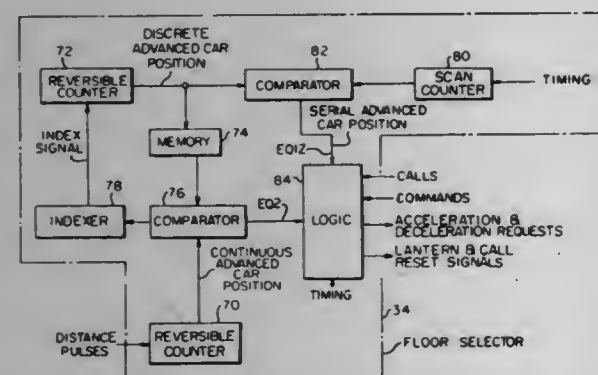 DISCRETE
ADVANCED CAR
POSITION
72
REVERSIBLE
COUNTER
82
COMPARATOR
80
SCAN
COUNTER
TIMING
INDEX
SIGNAL
MEMORY
74
SERIAL ADVANCED
CAR POSITION
EQ1Z
84
78
INDEXER
76
COMPARATOR
EQ2
LOGIC
CALLS
COMMANDS
ACCELERATION &
DECELERATION REQUESTS
LANTERN & CALL
RESET SIGNALS
CONTINUOUS
ADVANCED CAR
POSITION
TIMING
DISTANCE
PULSES
70
REVERSIBLE
COUNTER
34
FLOOR SELECTOR